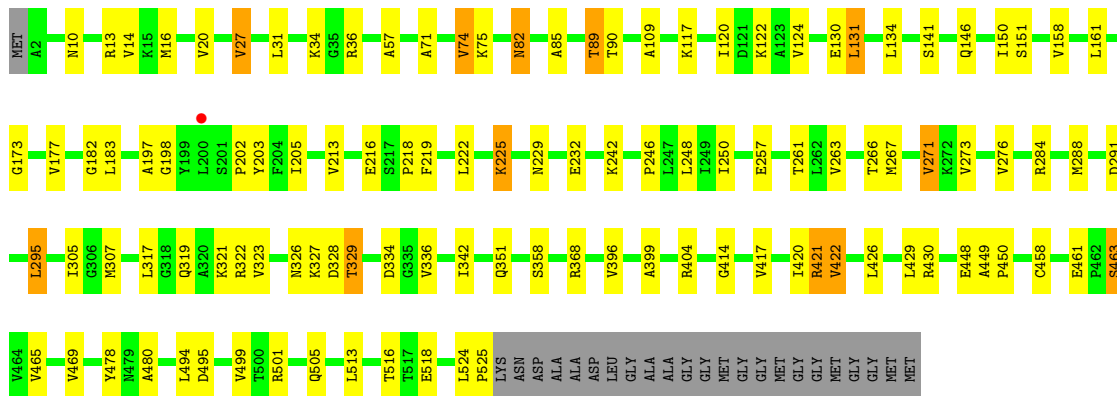 MET A2 N10 R13 V14 K15 M16 V20 V27 L31 K34 G35 R36 A57 A71 V74 K75 N82 A85 T89 T90 A109 K117 I120 D121 K122 A123 V124 E130 L131 L134 S141 Q146 I150 S151 V158 L161
G173 V177 G182 L183 A197 G198 Y199 L200 S201 P202 Y203 F204 I205 V213 E216 S217 P218 F219 L222 K225 N229 E232 K242 P246 L247 L248 I249 I250 E257 T261 L262 V263 T266 M267 V271 K272 V273 V276 R284 M288 D291
L295 I305 G306 M307 L317 G318 Q319 A320 K321 R322 V323 N326 K327 D328 T329 D334 G335 V336 I342 Q351 S358 R368 V396 A399 R404 G414 V417 I420 R421 V422 L426 L429 R430 E448 A449 P450 C458 E461 P462 S463
V464 V465 V469 Y478 N479 A480 L494 D495 V499 T500 R501 Q505 L513 T516 T517 E518 L524 P525 LYS ASN ASP ALA ALA ASP LEU GLY ALA ALA GLY GLY MET GLY GLY MET GLY GLY MET GLY GLY MET MET